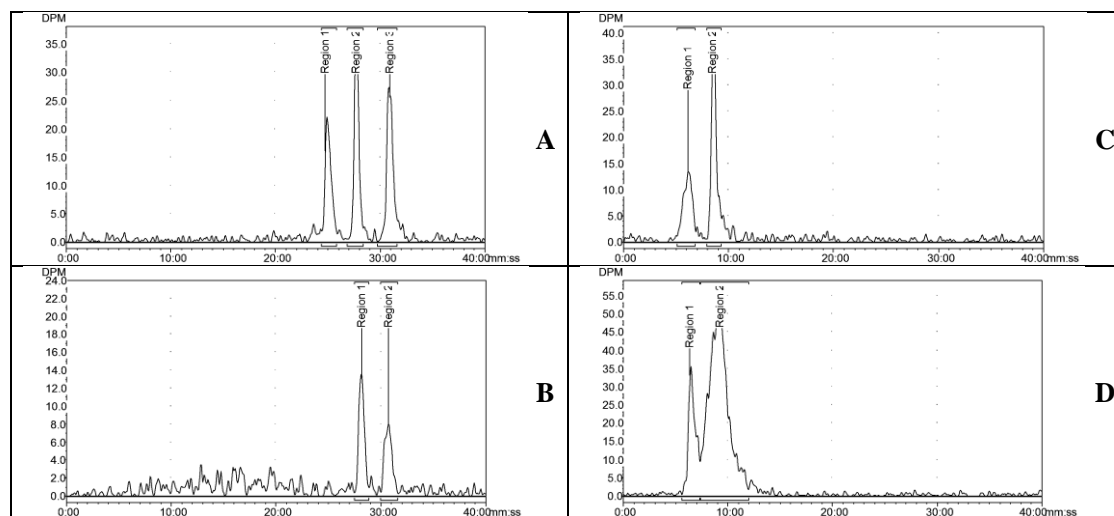 DPM
35.0
30.0
25.0
20.0
15.0
10.0
5.0
0.0
Region 1
Region 2
Region 3
0:00
10:00
20:00
30:00
40:00mm:ss
A
DPM
40.0
35.0
30.0
25.0
20.0
15.0
10.0
5.0
0.0
Region 1
Region 2
0:00
10:00
20:00
30:00
40:00mm:ss
C
DPM
24.0
22.0
20.0
18.0
16.0
14.0
12.0
10.0
8.0
6.0
4.0
2.0
0.0
Region 1
Region 2
0:00
10:00
20:00
30:00
40:00mm:ss
B
DPM
55.0
50.0
45.0
40.0
35.0
30.0
25.0
20.0
15.0
10.0
5.0
0.0
Region 1
Region 2
0:00
10:00
20:00
30:00
40:00mm:ss
D